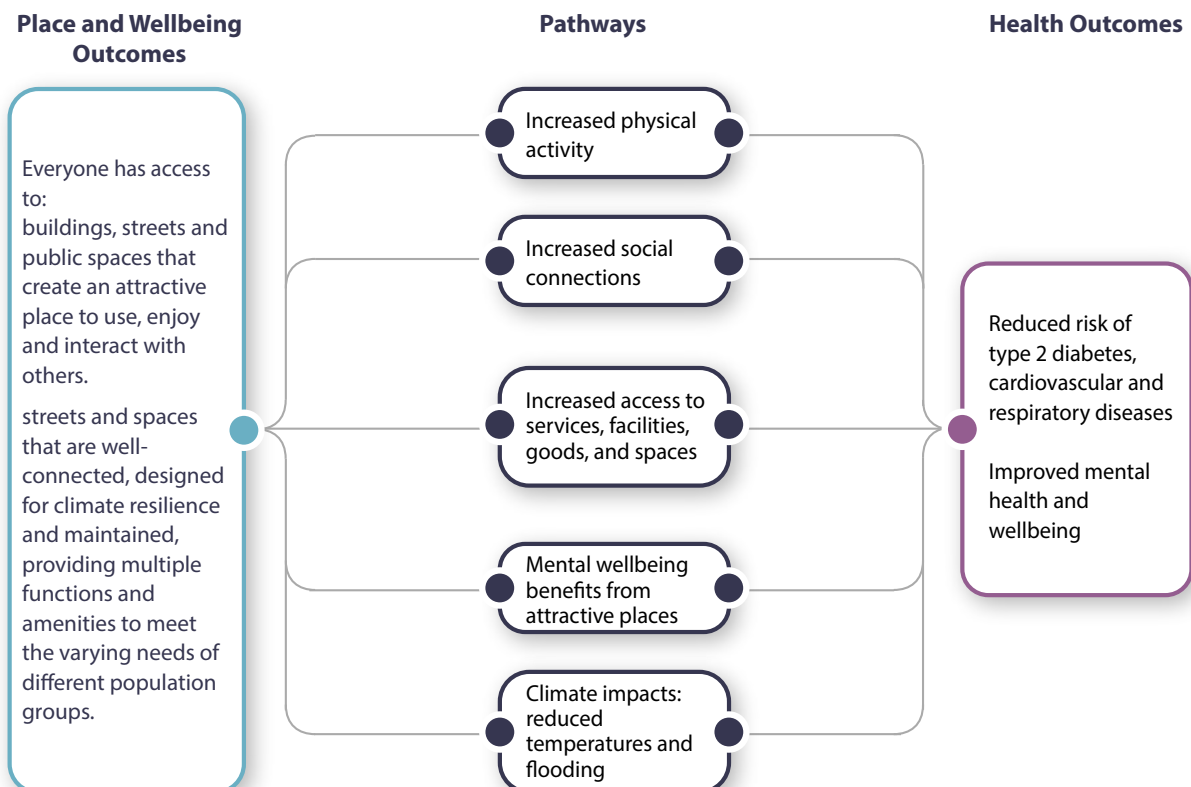 Place and Wellbeing
Outcomes
Pathways
Health Outcomes
Everyone has access
to:
buildings, streets and
public spaces that
create an attractive
place to use, enjoy
and interact with
others.
streets and spaces
that are well-
connected, designed
for climate resilience
and maintained,
providing multiple
functions and
amenities to meet
the varying needs of
different population
groups.
Increased physical
activity
Increased social
connections
Increased access to
services, facilities,
goods, and spaces
Mental wellbeing
benefits from
attractive places
Climate impacts:
reduced
temperatures and
flooding
Reduced risk of
type 2 diabetes,
cardiovascular and
respiratory diseases
Improved mental
health and
wellbeing